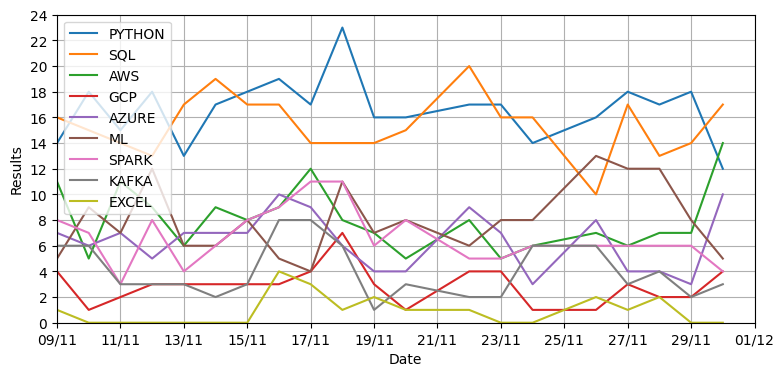 24
22
20
18
16
14
12
10
8
6
4
2
0
Results
PYTHON
SQL
AWS
GCP
AZURE
ML
SPARK
KAFKA
EXCEL
09/11 11/11 13/11 15/11 17/11 19/11 21/11 23/11 25/11 27/11 29/11 01/12
Date